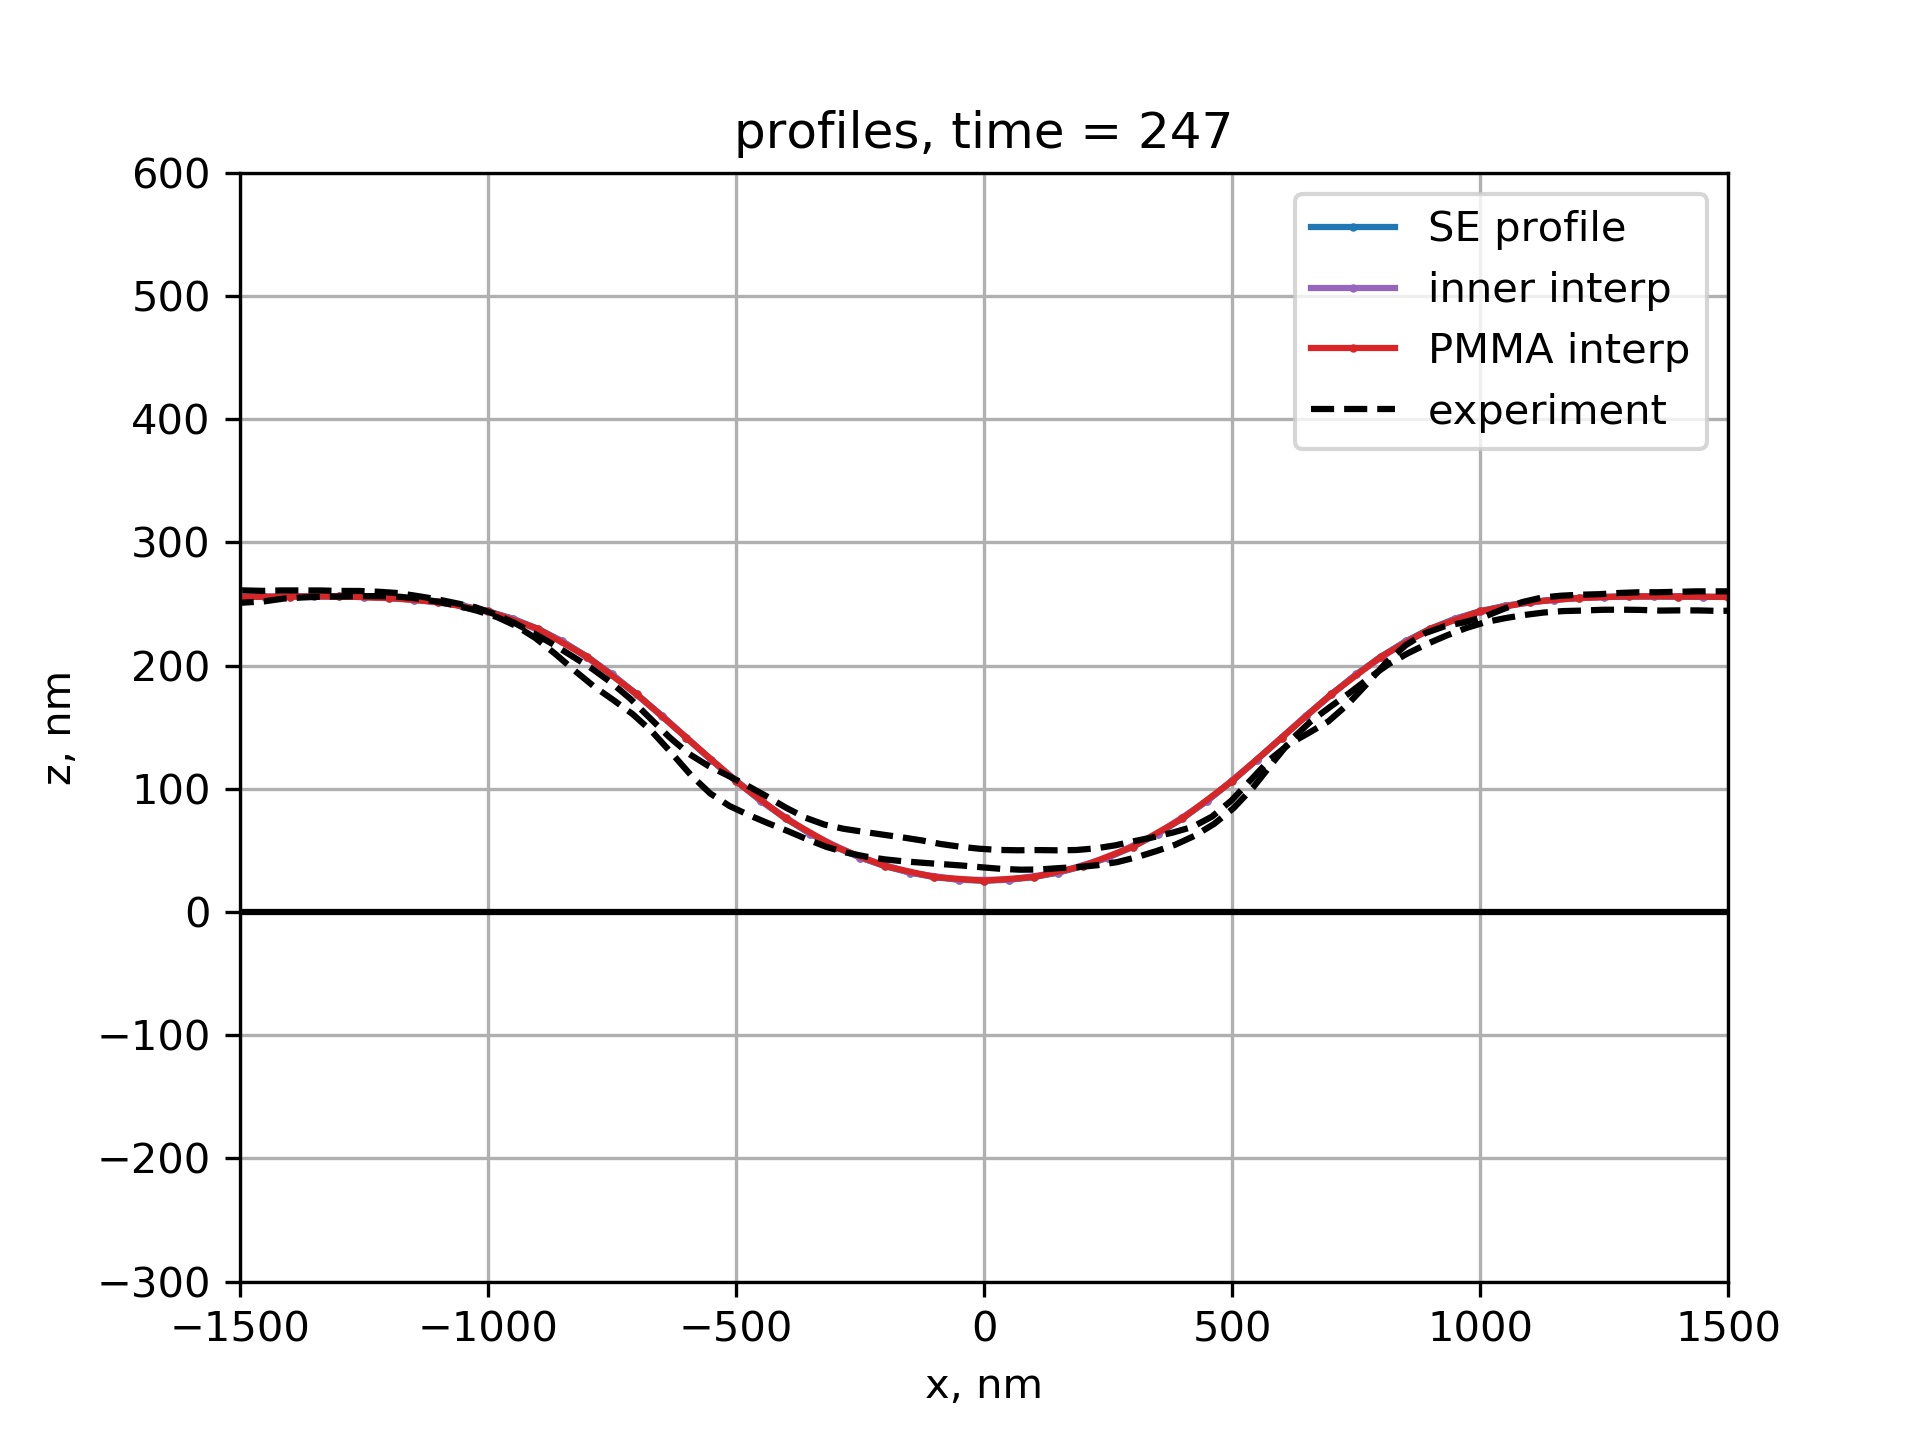 profiles, time = 247
600
500
400
300
200
100
0
−100
−200
−300
z, nm
SE profile
inner interp
PMMA interp
experiment
−1500 −1000 −500 0 500 1000 1500
x, nm